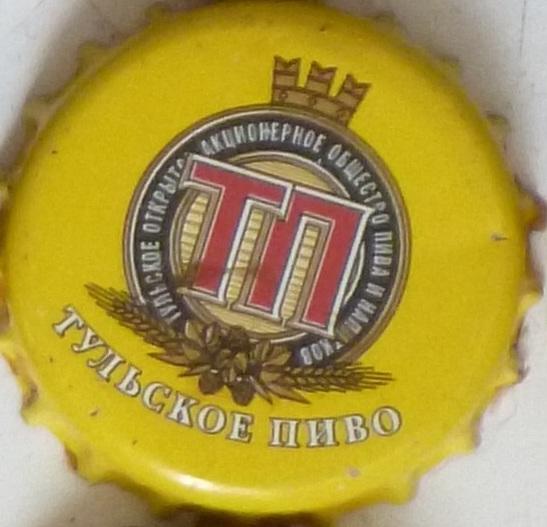 ТУЛЬСКОЕ ОТКРЫТОЕ АКЦИОНЕРНОЕ ОБЩЕСТВО ПИВА И НАПИТКОВ
ТП
ТУЛЬСКОЕ ПИВО